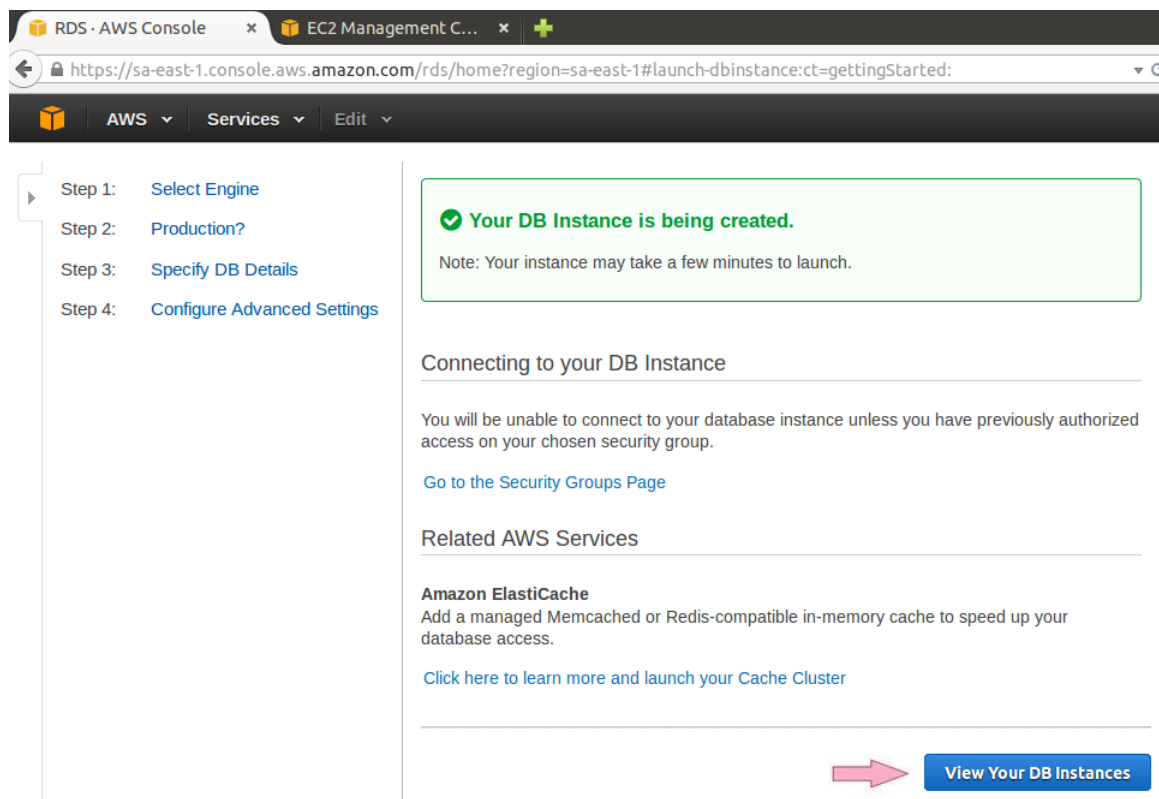 RDS · AWS Console
EC2 Management C...
https://sa-east-1.console.aws.amazon.com/rds/home?region=sa-east-1#launch-dbinstance:ct=gettingStarted:
AWS Services Edit
Step 1: Select Engine
Step 2: Production?
Step 3: Specify DB Details
Step 4: Configure Advanced Settings
Your DB Instance is being created.
Note: Your instance may take a few minutes to launch.
Connecting to your DB Instance
You will be unable to connect to your database instance unless you have previously authorized
access on your chosen security group.
Go to the Security Groups Page
Related AWS Services
Amazon ElastiCache
Add a managed Memcached or Redis-compatible in-memory cache to speed up your
database access.
Click here to learn more and launch your Cache Cluster
View Your DB Instances